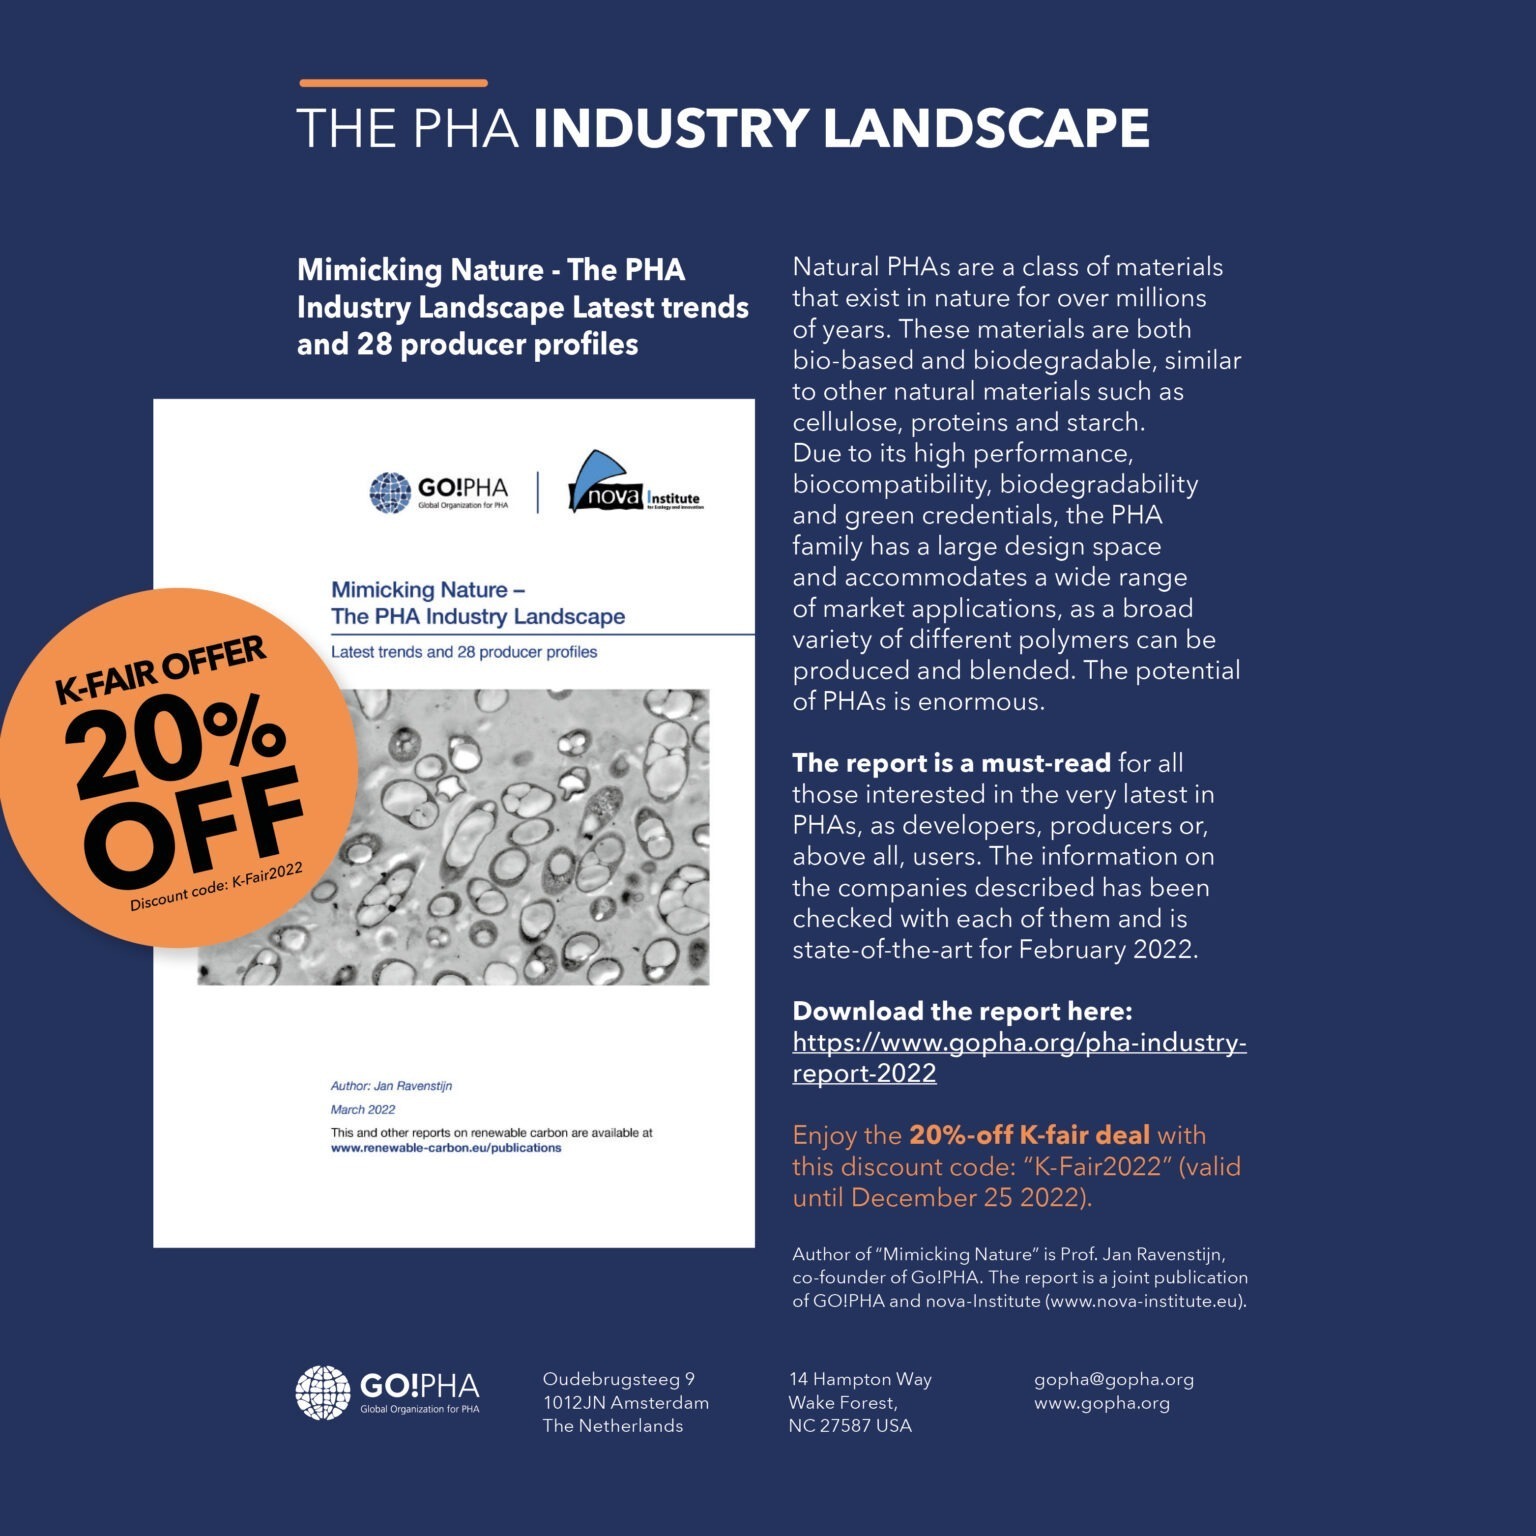 THE PHA INDUSTRY LANDSCAPE
Mimicking Nature - The PHA
Industry Landscape Latest trends
and 28 producer profiles
GO!PHA
Global Organization for PHA
nova Institute
for Ecology and Innovation
Mimicking Nature –
The PHA Industry Landscape
Latest trends and 28 producer profiles
K-FAIR OFFER
20%
OFF
Discount code: K-Fair2022
Author: Jan Ravenstijn
March 2022
This and other reports on renewable carbon are available at
www.renewable-carbon.eu/publications
Natural PHAs are a class of materials
that exist in nature for over millions
of years. These materials are both
bio-based and biodegradable, similar
to other natural materials such as
cellulose, proteins and starch.
Due to its high performance,
biocompatibility, biodegradability
and green credentials, the PHA
family has a large design space
and accommodates a wide range
of market applications, as a broad
variety of different polymers can be
produced and blended. The potential
of PHAs is enormous.
The report is a must-read for all
those interested in the very latest in
PHAs, as developers, producers or,
above all, users. The information on
the companies described has been
checked with each of them and is
state-of-the-art for February 2022.
Download the report here:
https://www.gopha.org/pha-industry-
report-2022
Enjoy the 20%-off K-fair deal with
this discount code: “K-Fair2022” (valid
until December 25 2022).
Author of “Mimicking Nature” is Prof. Jan Ravenstijn,
co-founder of Go!PHA. The report is a joint publication
of GO!PHA and nova-Institute (www.nova-institute.eu).
GO!PHA
Global Organization for PHA
Oudebrugsteeg 9
1012JN Amsterdam
The Netherlands
14 Hampton Way
Wake Forest,
NC 27587 USA
gopha@gopha.org
www.gopha.org